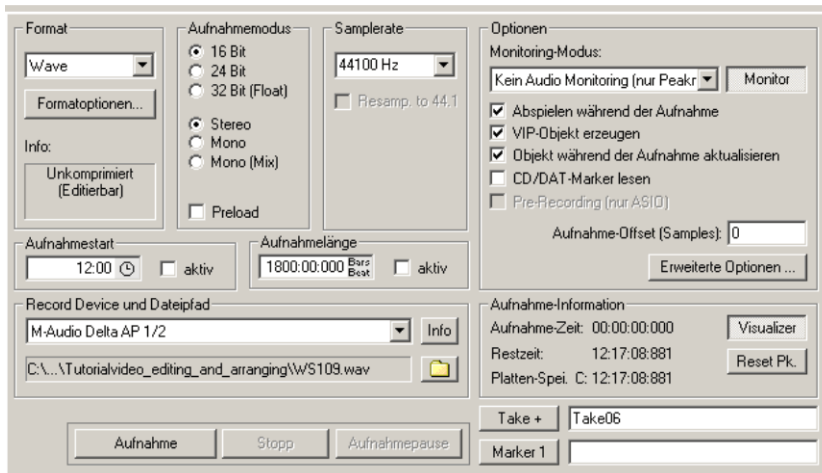 Format
Wave
Formatoptionen...
Info:
Unkomprimiert
(Editierbar)
Aufnahmemodus
16 Bit
24 Bit
32 Bit (Float)
Stereo
Mono
Mono (Mix)
Preload
Samplerate
44100 Hz
Resamp. to 44.1
Optionen
Monitoring-Modus:
Kein Audio Monitoring (nur Peakr
Monitor
Abspielen während der Aufnahme
VIP-Objekt erzeugen
Objekt während der Aufnahme aktualisieren
CD/DAT-Marker lesen
Pre-Recording (nur ASIO)
Aufnahme-Offset (Samples): 0
Erweiterte Optionen ...
Aufnahmestart
12:00 aktiv
Aufnahmelänge
1800:00:000 Bars Beat aktiv
Record Device und Dateipfad
M-Audio Delta AP 1/2 Info
C:\...\Tutorialvideo_editing_and_arranging\WS109.wav
Aufnahme-Information
Aufnahme-Zeit: 00:00:00:000 Visualizer
Restzeit: 12:17:08:881
Reset Pk.
Platten-Spei. C: 12:17:08:881
Aufnahme Stopp Aufnahmepause
Take + Take06
Marker 1